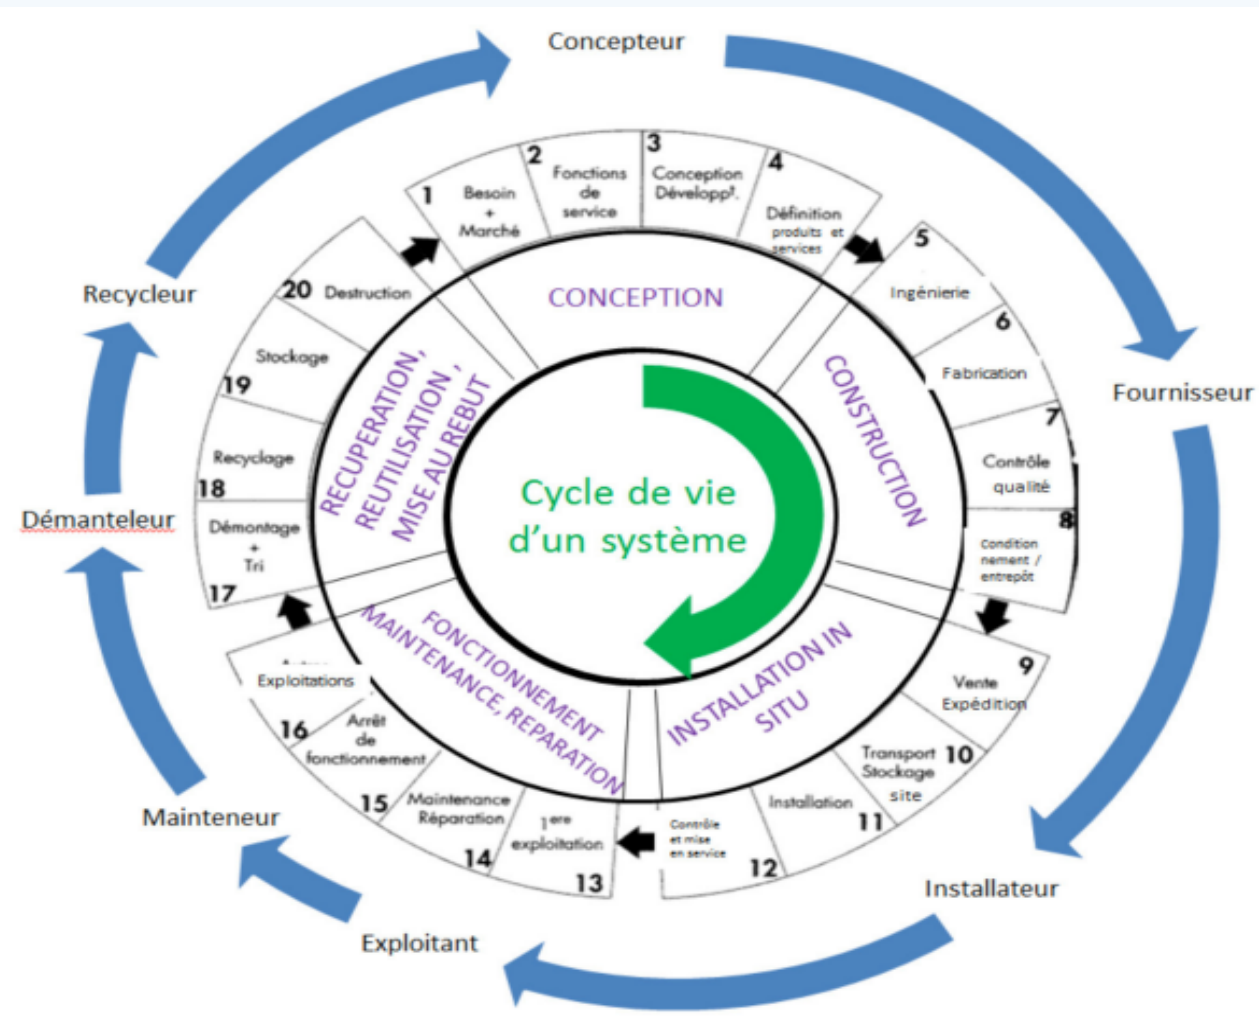 Concepteur
Fournisseur
Installateur
Exploitant
Mainteneur
Démanteleur
Recycleur
1
Besoin
+
Marché
2
Fonctions
de
service
3
Conception
Développt.
4
Définition
produits et
services
5
Ingénierie
6
Fabrication
7
Contrôle
qualité
8
Condition
nement /
entrepôt
9
Vente
Expédition
10
Transport
Stockage
site
11
Installation
12
Contrôle
et mise
en service
13
1ere
exploitation
14
Maintenance
Réparation
15
Arrêt
de
fonctionnement
16
Exploitations
17
Démontage
+
Tri
18
Recyclage
19
Stockage
20
Destruction
CONCEPTION
CONSTRUCTION
INSTALLATION IN
SITU
FONCTIONNEMENT
MAINTENANCE, REPARATION
RECUPERATION,
REUTILISATION ,
MISE AU REBUT
Cycle de vie
d'un système